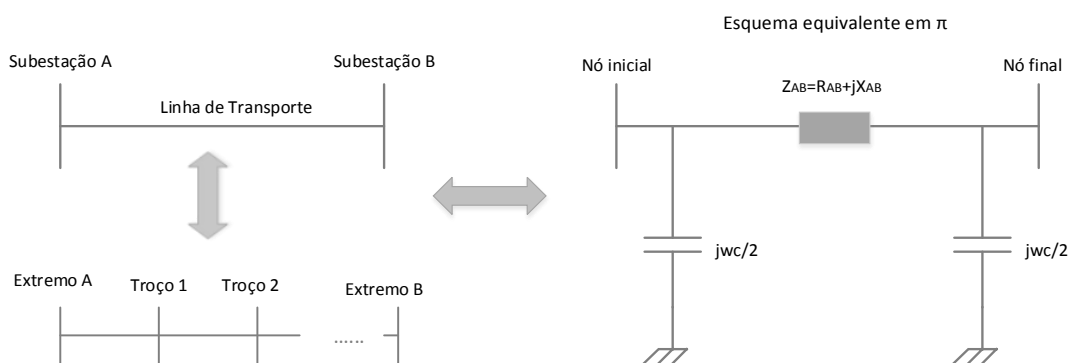 Esquema equivalente em π
Subestação A
Subestação B
Nó inicial
Nó final
ZAB=RAB+jXAB
Linha de Transporte
jwc/2
jwc/2
Extremo A
Troço 1
Troço 2
Extremo B
......